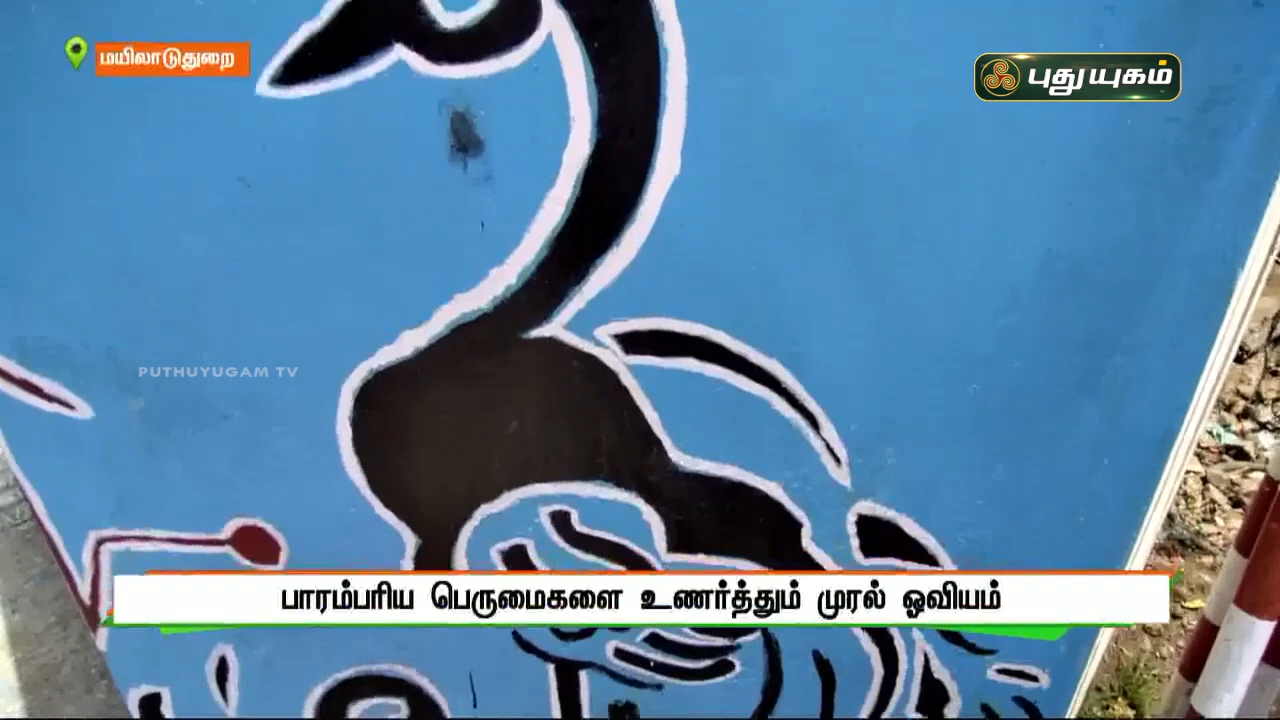 மயிலாடுதுறை
புதுயுகம்
PUTHUYUGAM TV
பாரம்பரிய பெருமைகளை உணர்த்தும் முரல் ஓவியம்